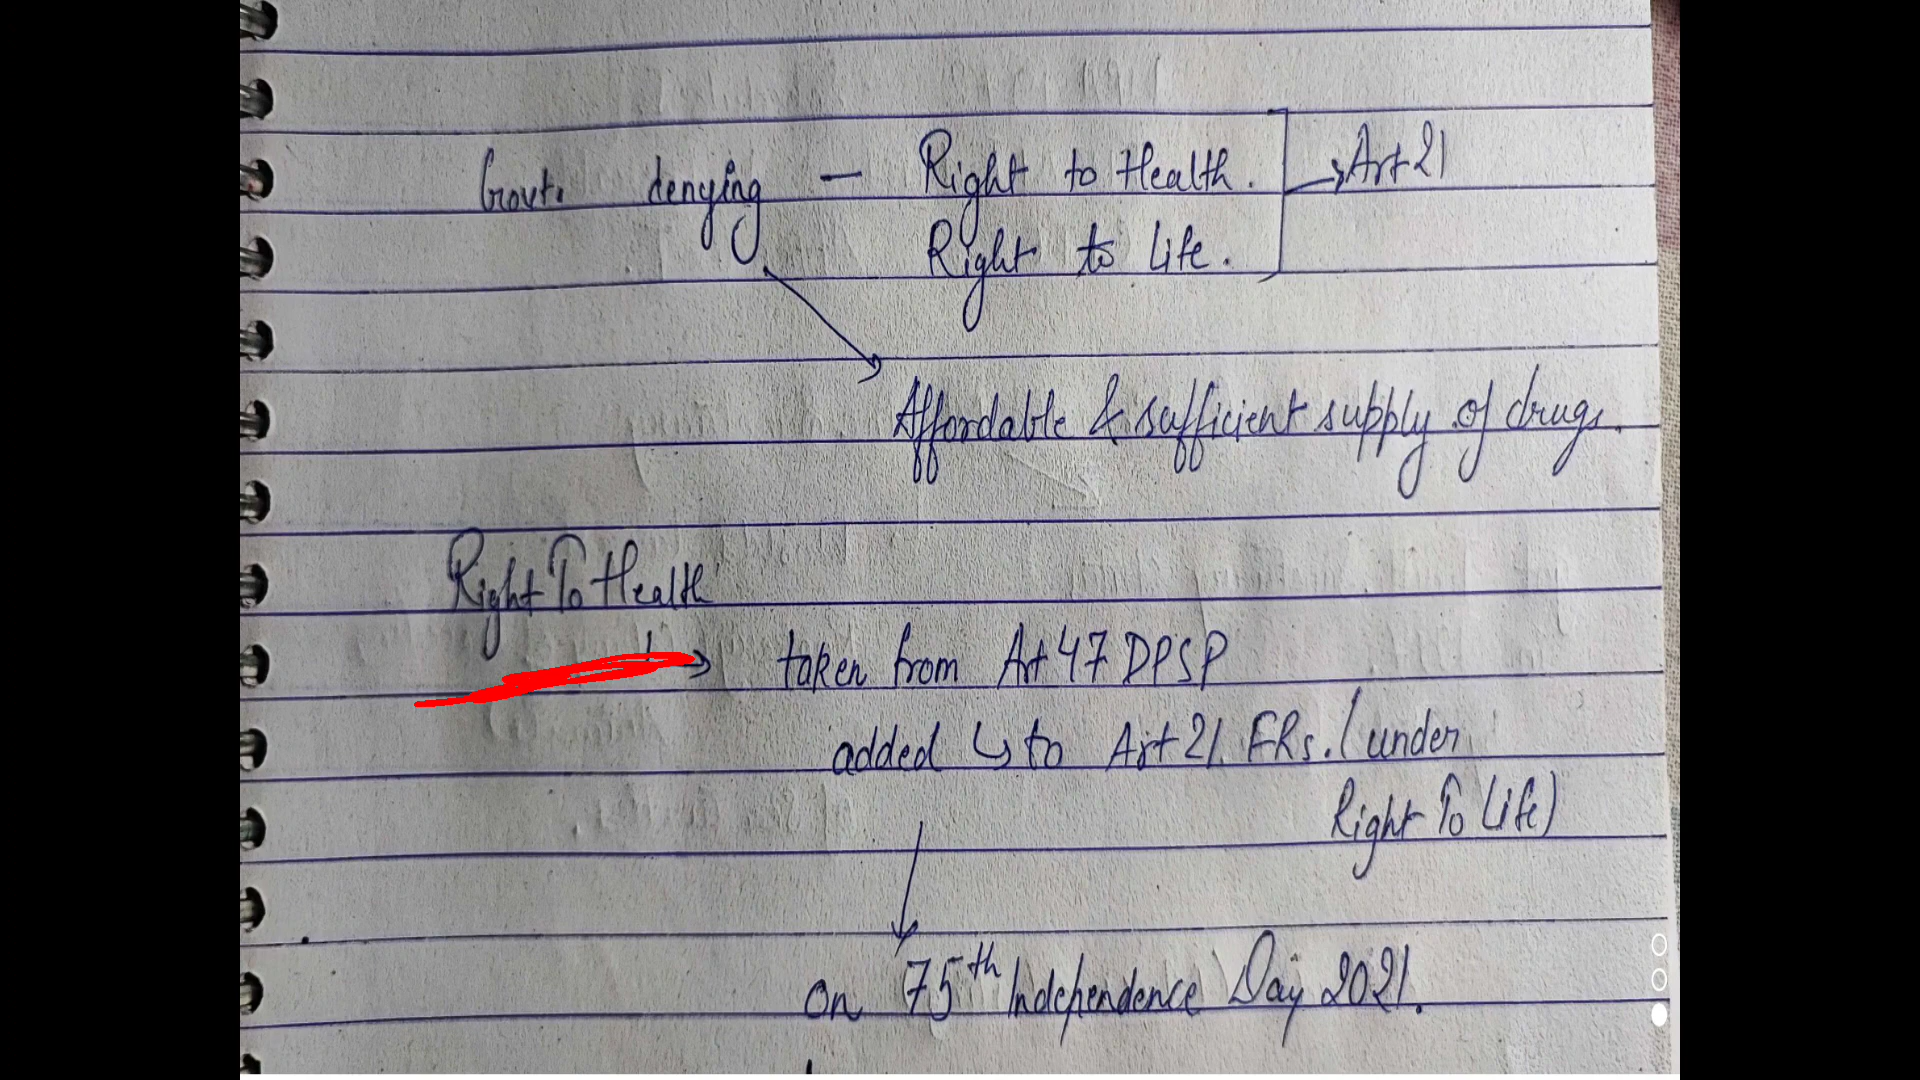 Govt. denying — Right to Health. → Art 21
Right to Life.
Affordable & sufficient supply of drugs.
Right To Health
→ taken from Art 47 DPSP
added ↳ to Art 21. FRs. (under
Right To Life)
on 75th Independence Day 2021.